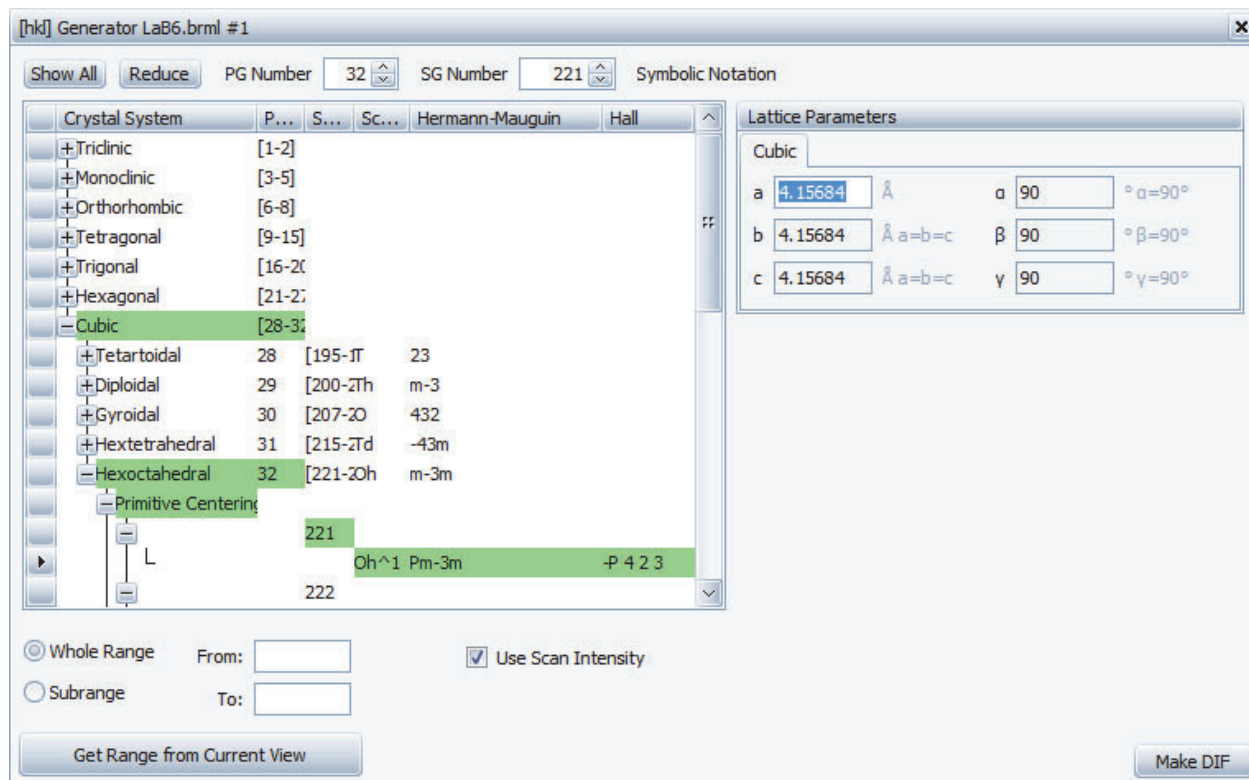 [hkl] Generator LaB6.brml #1
Show All Reduce PG Number 32 SG Number 221 Symbolic Notation
Crystal System P... S... Sc... Hermann-Mauguin Hall
Triclinic [1-2]
Monoclinic [3-5]
Orthorhombic [6-8]
Tetragonal [9-15]
Trigonal [16-20
Hexagonal [21-27
Cubic [28-32
Tetartoidal 28 [195-1 T 23
Diploidal 29 [200-2 Th m-3
Gyroidal 30 [207-2 O 432
Hextetrahedral 31 [215-2 Td -43m
Hexoctahedral 32 [221-2 Oh m-3m
Primitive Centering
221
Oh^1 Pm-3m -P 4 2 3
222
Lattice Parameters
Cubic
a 4.15684 Å α 90 ° α=90°
b 4.15684 Å a=b=c β 90 ° β=90°
c 4.15684 Å a=b=c γ 90 ° γ=90°
Whole Range From: Use Scan Intensity
Subrange To:
Get Range from Current View
Make DIF